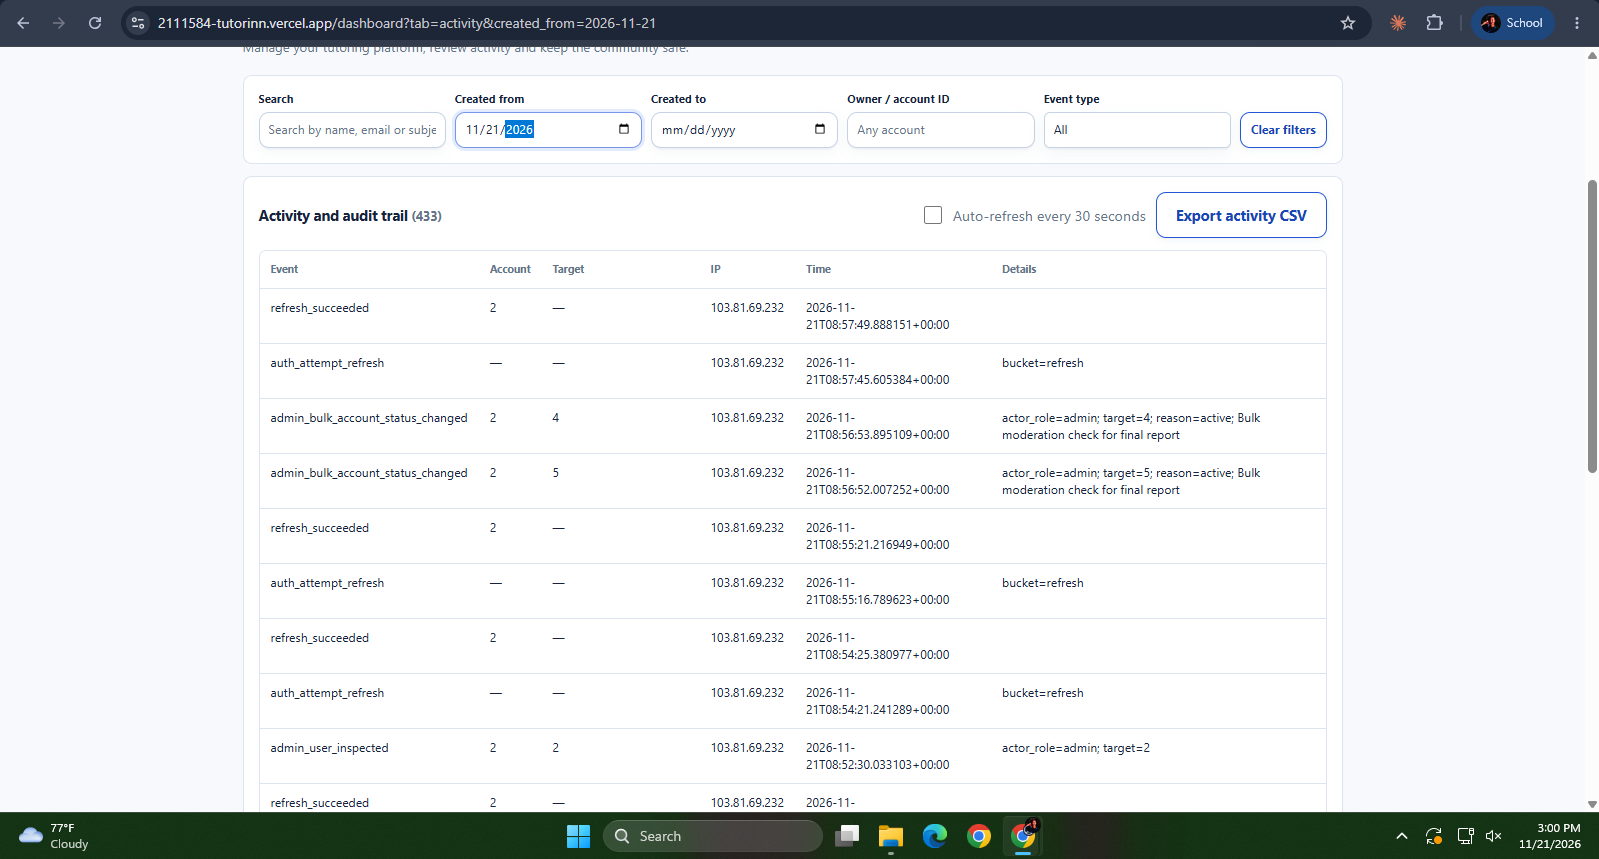 2111584-tutorinn.vercel.app/dashboard?tab=activity&created_from=2026-11-21
School
Manage your tutoring platform, review activity and keep the community safe.
Search
Created from
Created to
Owner / account ID
Event type
Search by name, email or subje
11/21/2026
mm/dd/yyyy
Any account
All
Clear filters
Activity and audit trail (433)
Auto-refresh every 30 seconds
Export activity CSV
Event Account Target IP Time Details
refresh_succeeded 2 — 103.81.69.232 2026-11-
21T08:57:49.888151+00:00
auth_attempt_refresh — — 103.81.69.232 2026-11- bucket=refresh
21T08:57:45.605384+00:00
admin_bulk_account_status_changed 2 4 103.81.69.232 2026-11- actor_role=admin; target=4; reason=active; Bulk
21T08:56:53.895109+00:00 moderation check for final report
admin_bulk_account_status_changed 2 5 103.81.69.232 2026-11- actor_role=admin; target=5; reason=active; Bulk
21T08:56:52.007252+00:00 moderation check for final report
refresh_succeeded 2 — 103.81.69.232 2026-11-
21T08:55:21.216949+00:00
auth_attempt_refresh — — 103.81.69.232 2026-11- bucket=refresh
21T08:55:16.789623+00:00
refresh_succeeded 2 — 103.81.69.232 2026-11-
21T08:54:25.380977+00:00
auth_attempt_refresh — — 103.81.69.232 2026-11- bucket=refresh
21T08:54:21.241289+00:00
admin_user_inspected 2 2 103.81.69.232 2026-11- actor_role=admin; target=2
21T08:52:30.033103+00:00
refresh_succeeded 2 — 103.81.69.232 2026-11-
77°F
Cloudy
Search
3:00 PM
11/21/2026